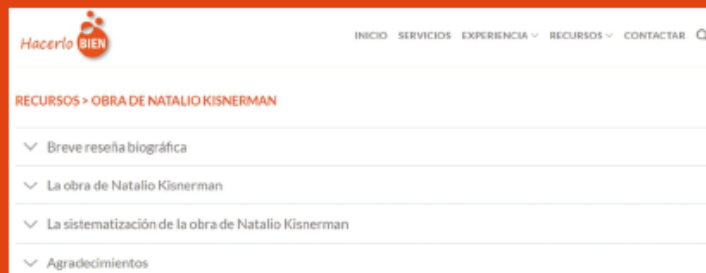 Hacerlo BIEN
INICIO SERVICIOS EXPERIENCIA RECURSOS CONTACTAR
RECURSOS > OBRA DE NATALIO KISNERMAN
Breve reseña biográfica
La obra de Natalio Kisnerman
La sistematización de la obra de Natalio Kisnerman
Agradecimientos